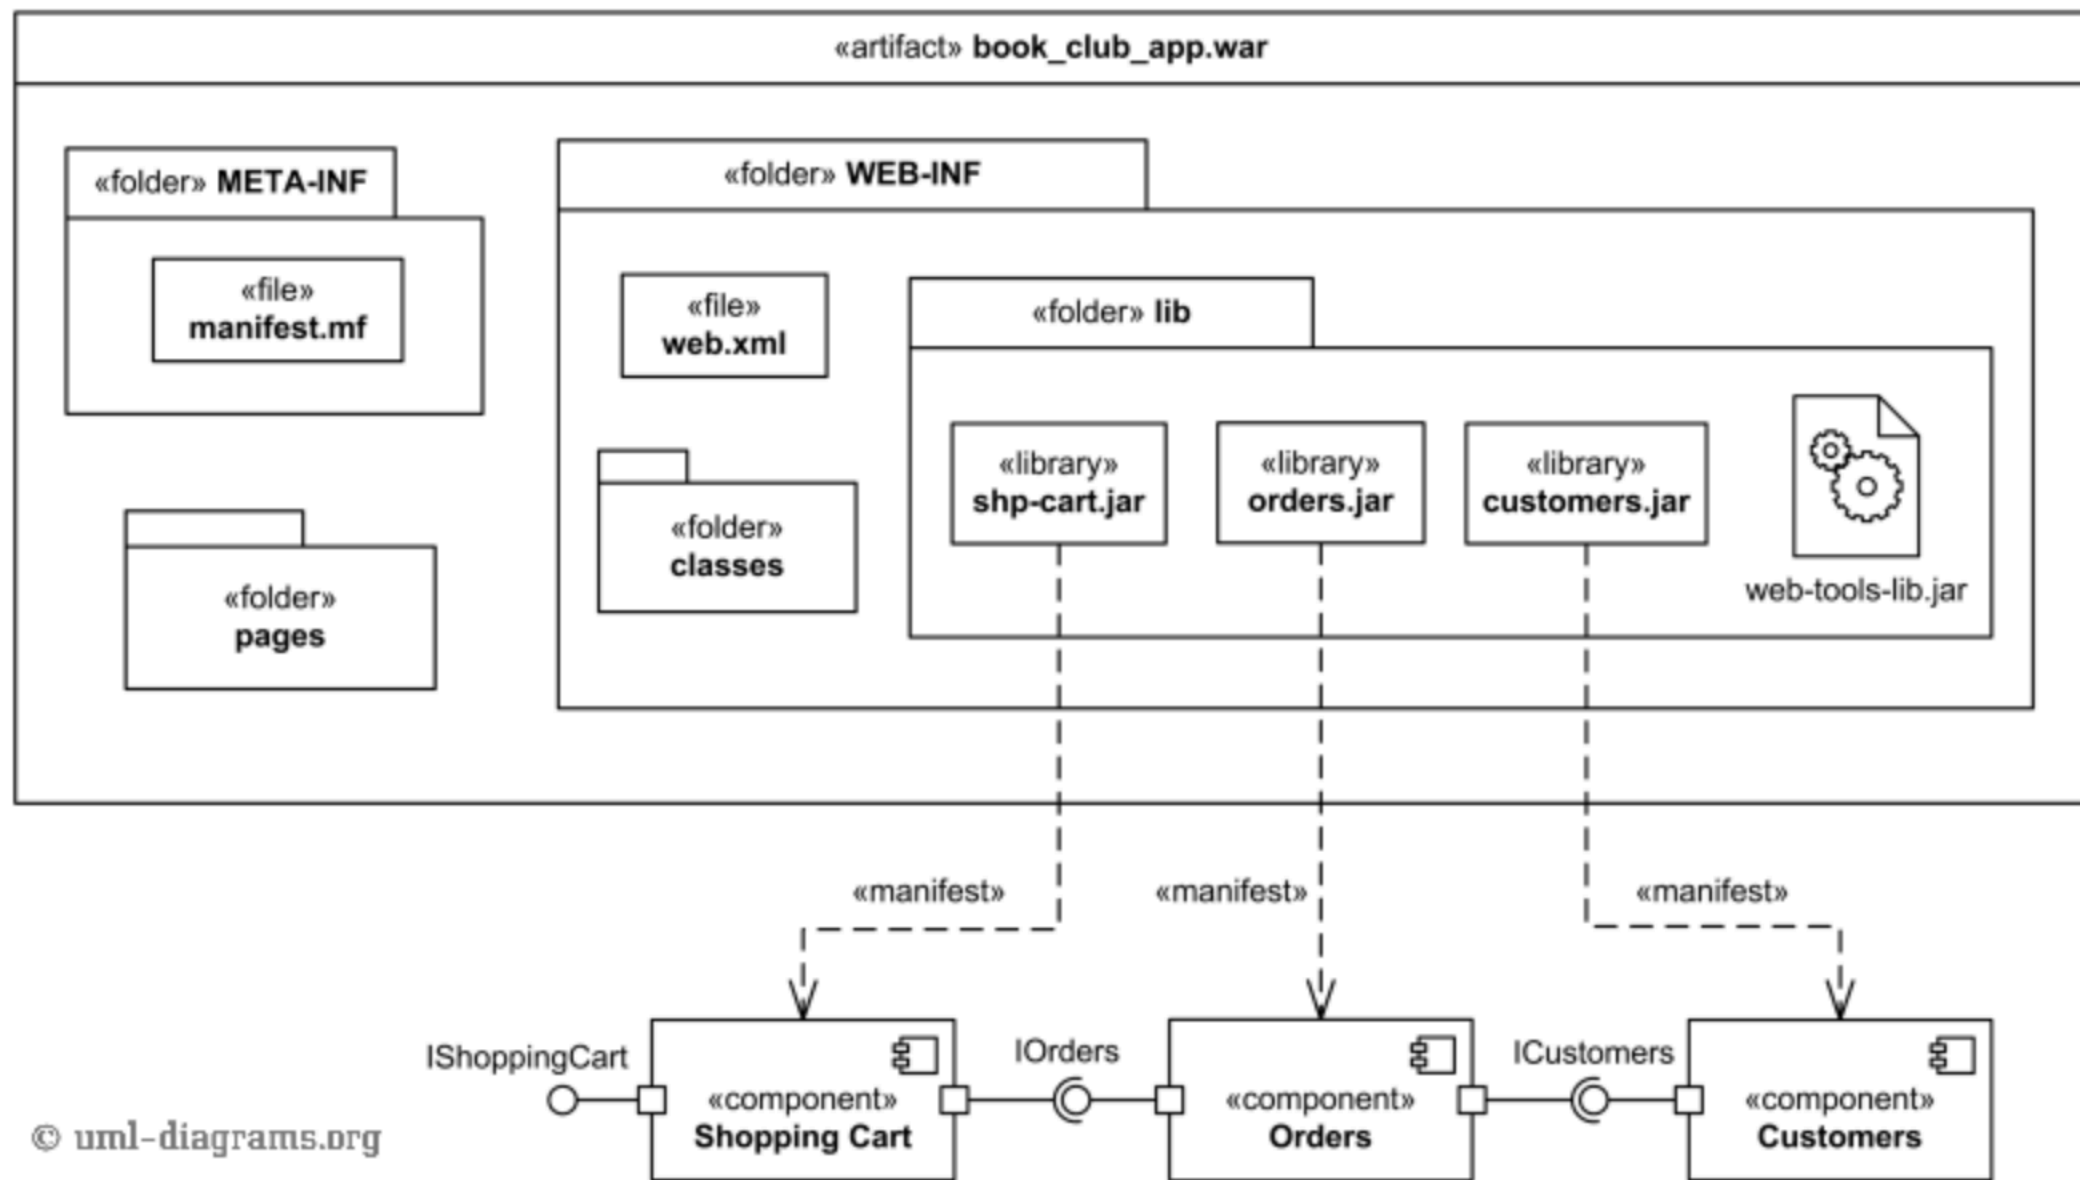 «artifact» book_club_app.war
«folder» META-INF
«file»
manifest.mf
«folder»
pages
«folder» WEB-INF
«file»
web.xml
«folder»
classes
«folder» lib
«library»
shp-cart.jar
«library»
orders.jar
«library»
customers.jar
web-tools-lib.jar
«manifest»
«manifest»
«manifest»
IShoppingCart
«component»
Shopping Cart
IOrders
«component»
Orders
ICustomers
«component»
Customers
© uml-diagrams.org